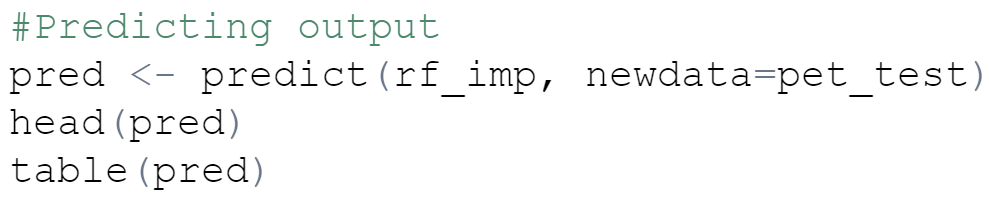 #Predicting output
pred <- predict(rf_imp, newdata=pet_test)
head(pred)
table(pred)